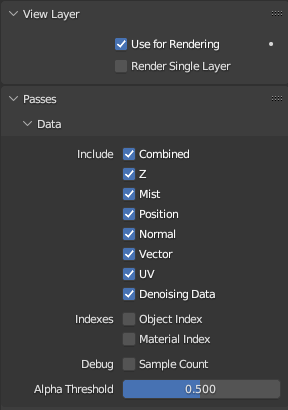 View Layer
Use for Rendering
Render Single Layer
Passes
Data
Include Combined
Z
Mist
Position
Normal
Vector
UV
Denoising Data
Indexes Object Index
Material Index
Debug Sample Count
Alpha Threshold 0.500